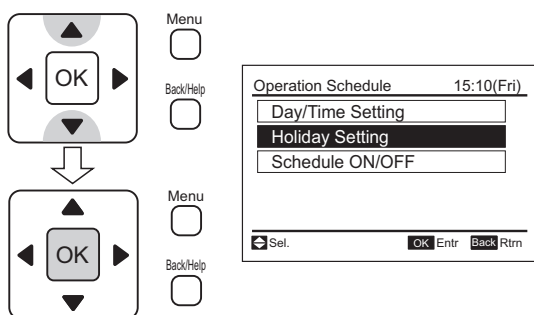 Menu
OK
Back/Help
Menu
OK
Back/Help
Operation Schedule 15:10(Fri)
Day/Time Setting
Holiday Setting
Schedule ON/OFF
Sel. OK Entr Back Rtrn